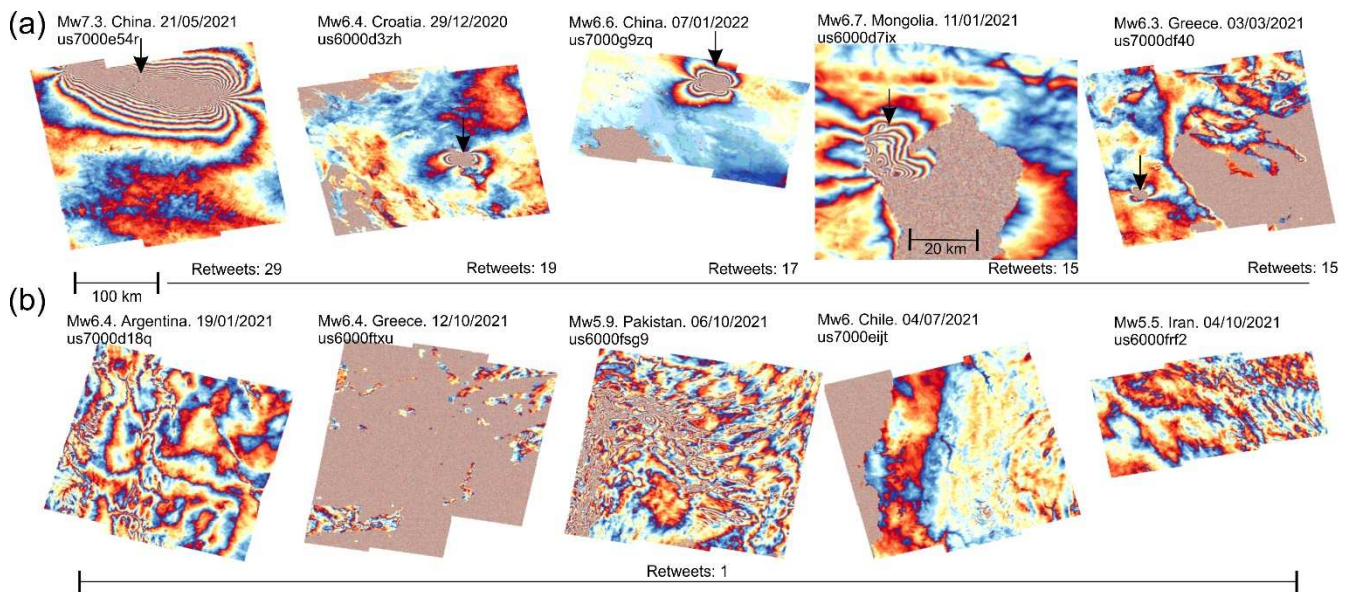 (a)
Mw7.3. China. 21/05/2021
us7000e54r
Mw6.4. Croatia. 29/12/2020
us6000d3zh
Mw6.6. China. 07/01/2022
us7000g9zq
Mw6.7. Mongolia. 11/01/2021
us6000d7ix
Mw6.3. Greece. 03/03/2021
us7000df40
20 km
Retweets: 29
Retweets: 19
Retweets: 17
Retweets: 15
Retweets: 15
100 km
(b)
Mw6.4. Argentina. 19/01/2021
us7000d18q
Mw6.4. Greece. 12/10/2021
us6000ftxu
Mw5.9. Pakistan. 06/10/2021
us6000fsg9
Mw6. Chile. 04/07/2021
us7000eijt
Mw5.5. Iran. 04/10/2021
us6000frf2
Retweets: 1